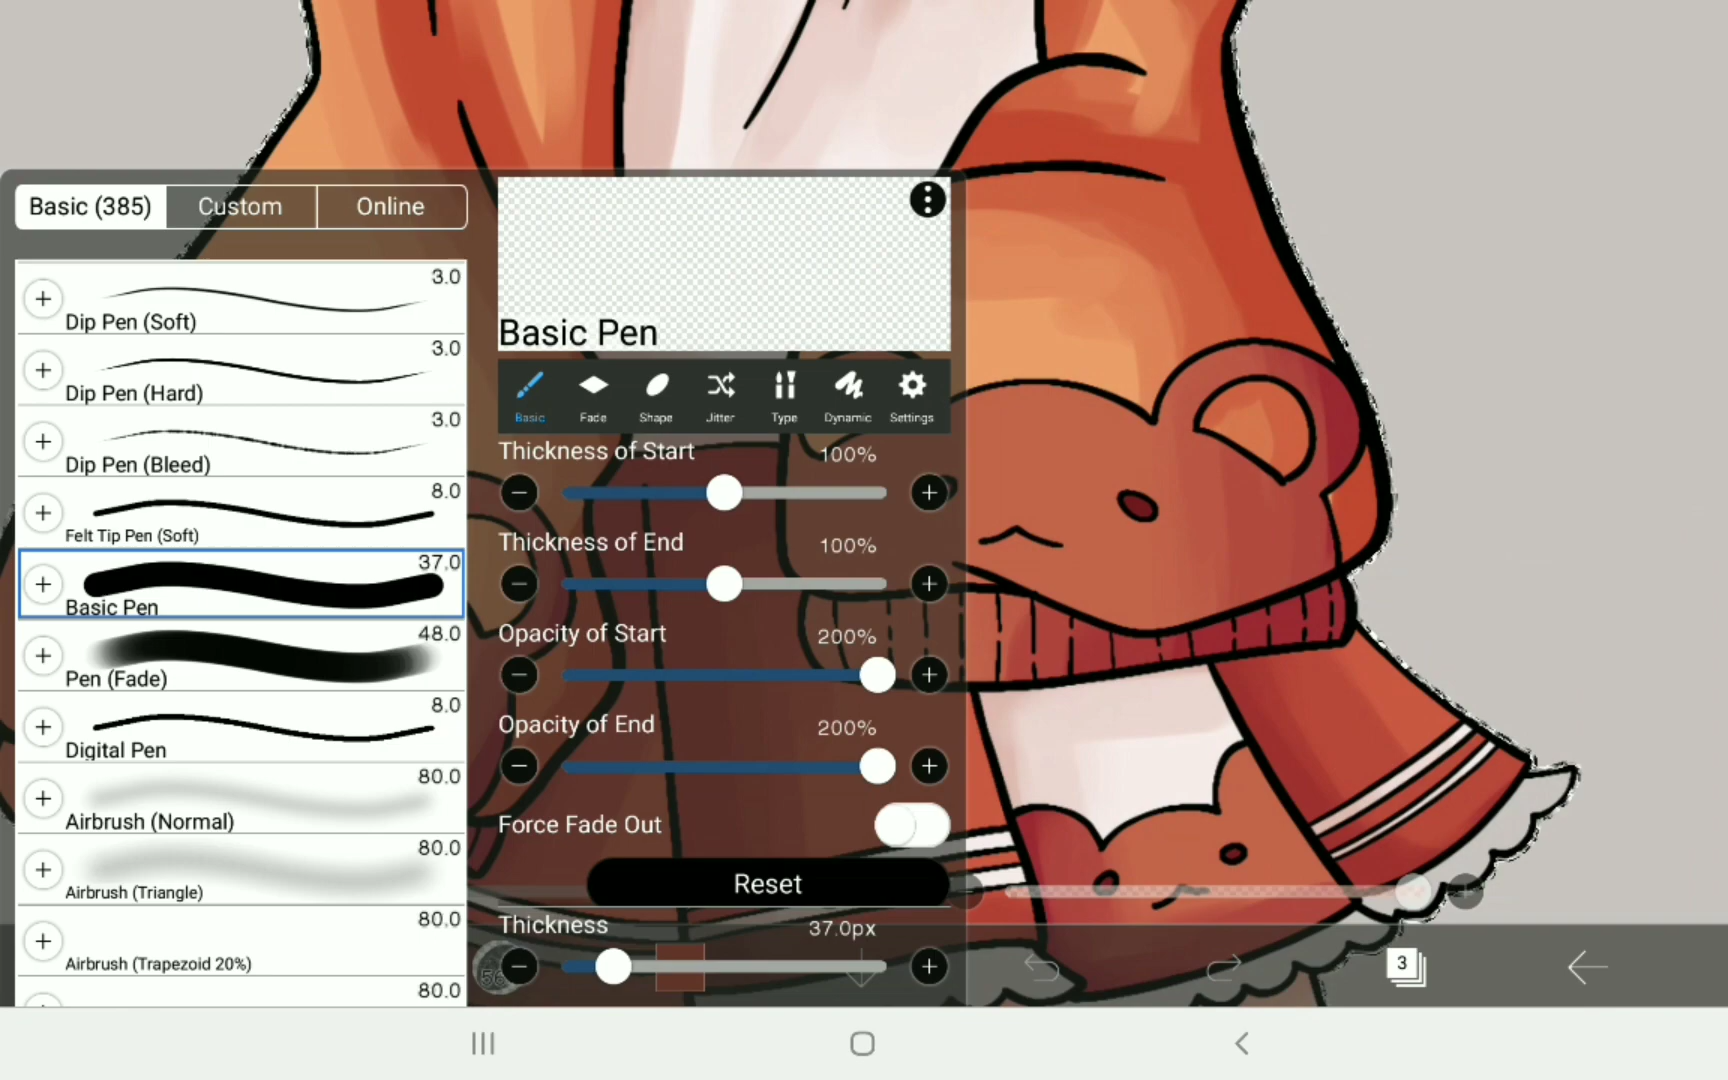 Basic (385)
Custom
Online
3.0
Dip Pen (Soft)
3.0
Dip Pen (Hard)
3.0
Dip Pen (Bleed)
8.0
Felt Tip Pen (Soft)
37.0
Basic Pen
48.0
Pen (Fade)
8.0
Digital Pen
80.0
Airbrush (Normal)
80.0
Airbrush (Triangle)
80.0
Airbrush (Trapezoid 20%)
80.0
Basic Pen
Basic
Fade
Shape
Jitter
Type
Dynamic
Settings
Thickness of Start
100%
Thickness of End
100%
Opacity of Start
200%
Opacity of End
200%
Force Fade Out
Reset
Thickness
37.0px
56
3